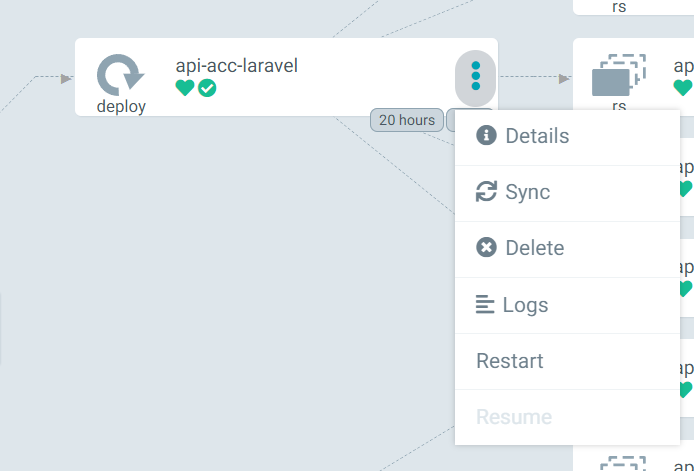 rs
api-acc-laravel
ap
deploy
rs
20 hours
Details
Sync
ap
Delete
ap
Logs
Restart
ap
Resume
ap